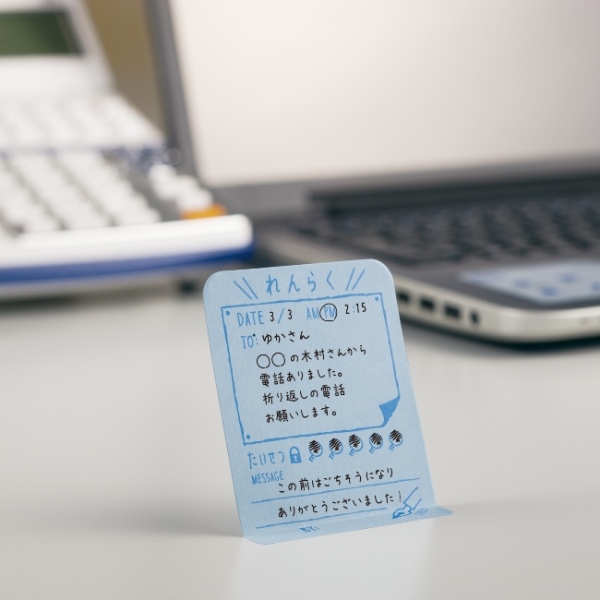 れんらく
DATE 3/3 AM PM 2:15
TO: ゆかさん
○○の木村さんから
電話ありました。
折り返しの電話
お願いします。
たいせつ
MESSAGE
この前はごちそうになり
ありがとうございました!
BY: